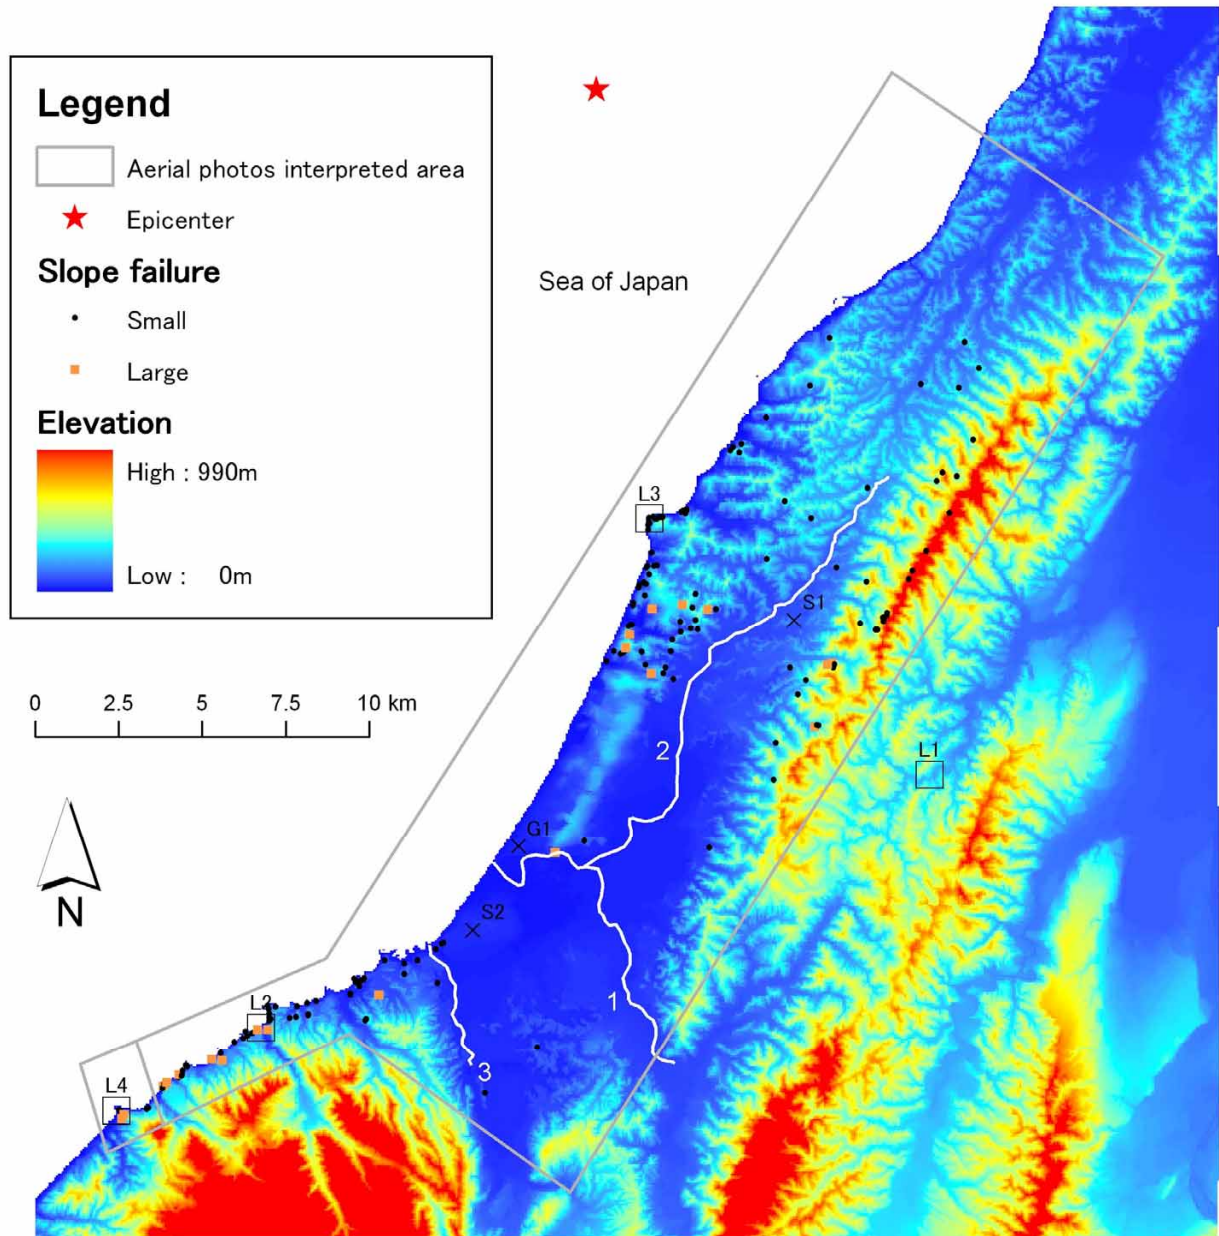 Legend
Aerial photos interpreted area
Epicenter
Slope failure
Small
Large
Elevation
High : 990m
Low : 0m
Sea of Japan
L3
S1
0 2.5 5 7.5 10 km
2
L1
G1
N
S2
1
L2
3
L4